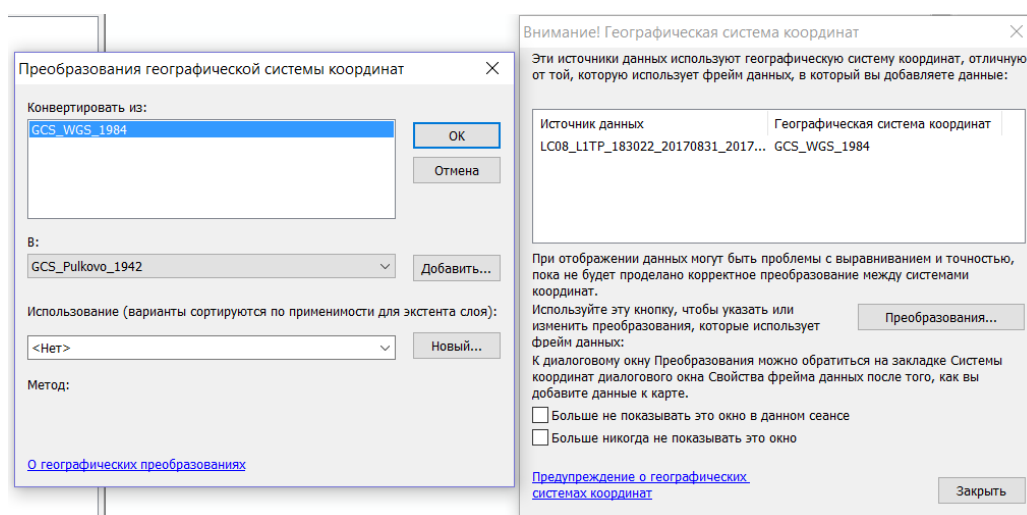 Преобразования географической системы координат
Конвертировать из:
GCS_WGS_1984
OK
Отмена
В:
GCS_Pulkovo_1942
Добавить...
Использование (варианты сортируются по применимости для экстента слоя):
<Нет>
Новый...
Метод:
О географических преобразованиях
Внимание! Географическая система координат
Эти источники данных используют географическую систему координат, отличную
от той, которую использует фрейм данных, в который вы добавляете данные:
Источник данных Географическая система координат
LC08_L1TP_183022_20170831_2017... GCS_WGS_1984
При отображении данных могут быть проблемы с выравниванием и точностью,
пока не будет проделано корректное преобразование между системами
координат.
Используйте эту кнопку, чтобы указать или
изменить преобразования, которые использует
фрейм данных:
Преобразования...
К диалоговому окну Преобразования можно обратиться на закладке Системы
координат диалогового окна Свойства фрейма данных после того, как вы
добавите данные к карте.
Больше не показывать это окно в данном сеансе
Больше никогда не показывать это окно
Предупреждение о географических
системах координат
Закрыть